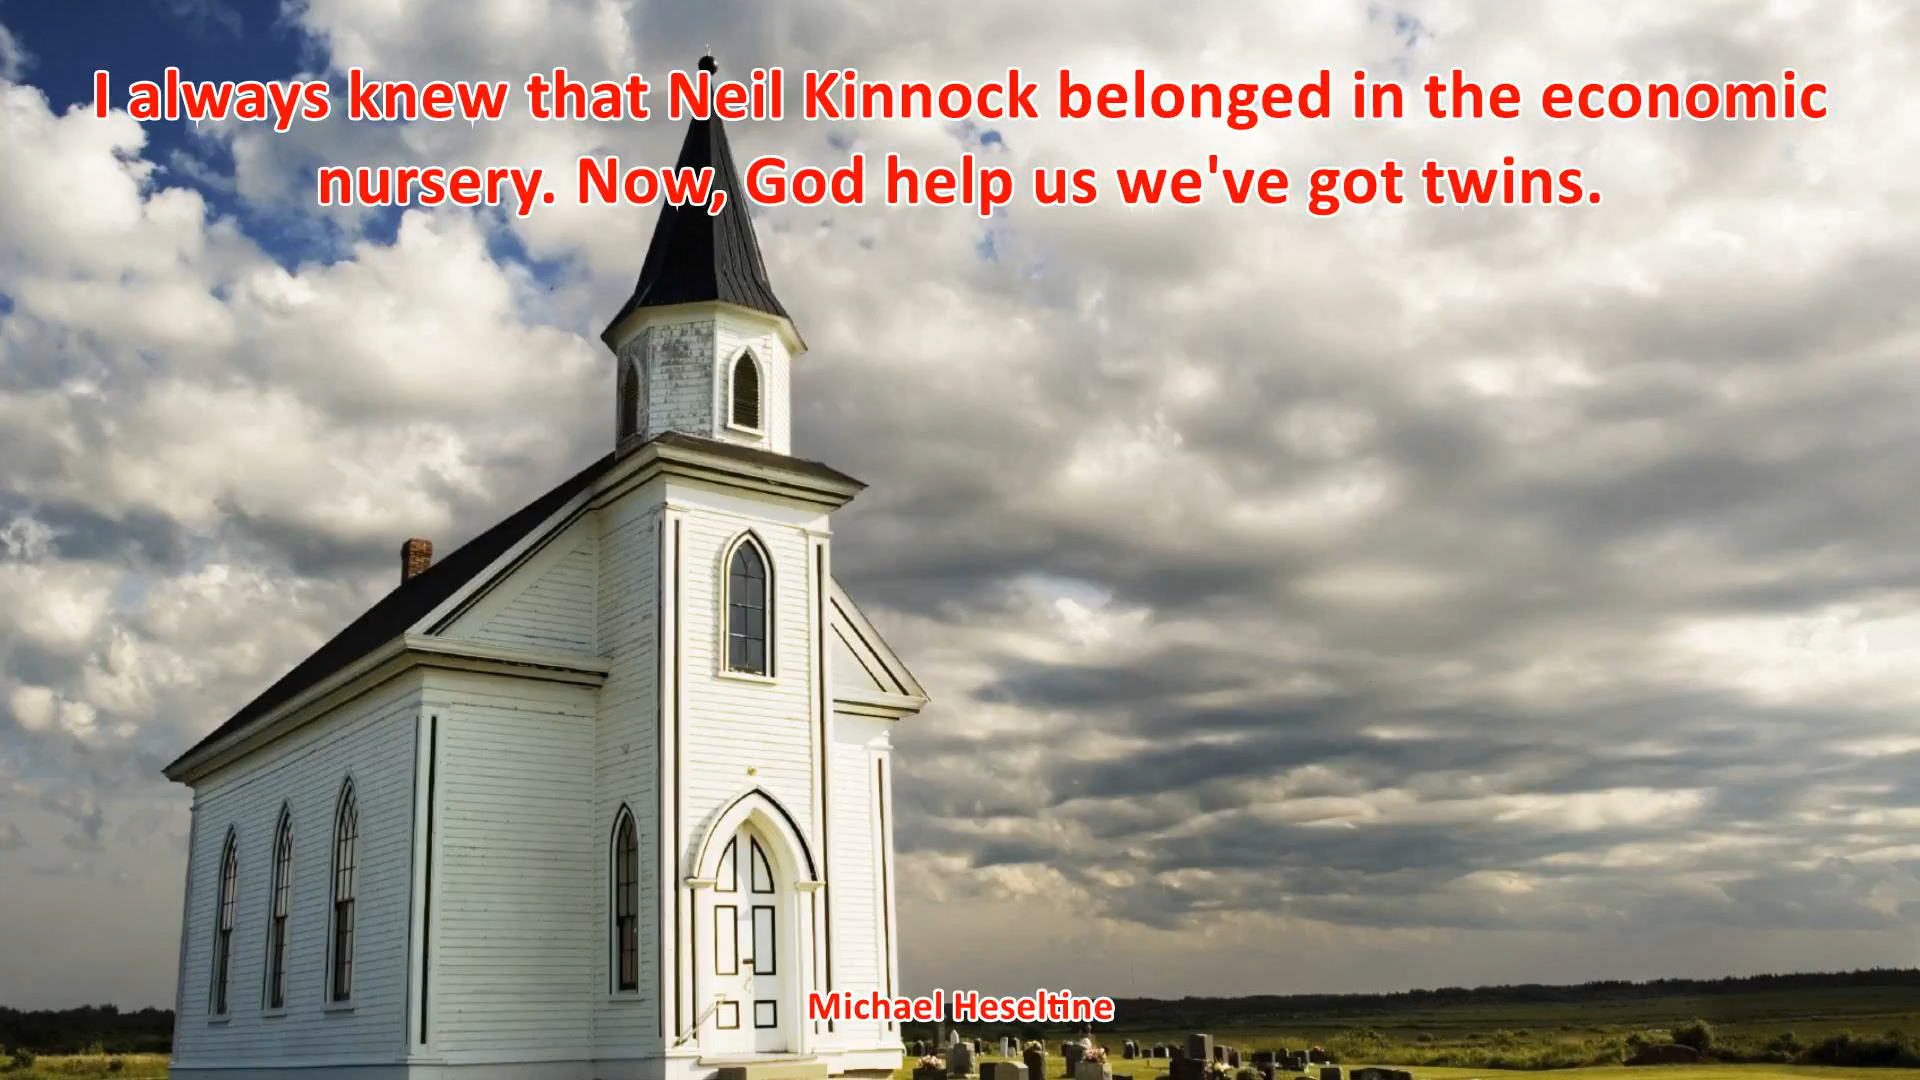 I always knew that Neil Kinnock belonged in the economic
nursery. Now, God help us we've got twins.
Michael Heseltine